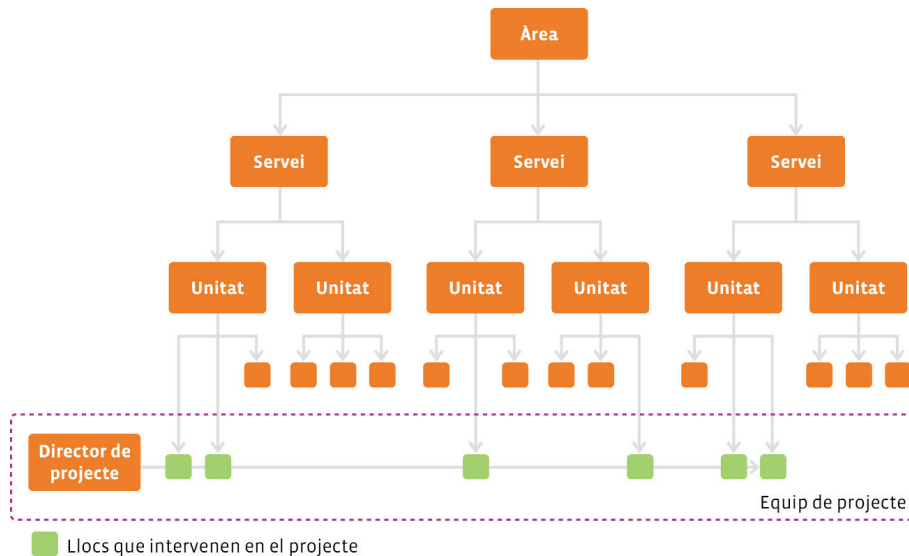 Àrea
Servei
Servei
Servei
Unitat
Unitat
Unitat
Unitat
Unitat
Unitat
Director de
projecte
Equip de projecte
Llocs que intervenen en el projecte